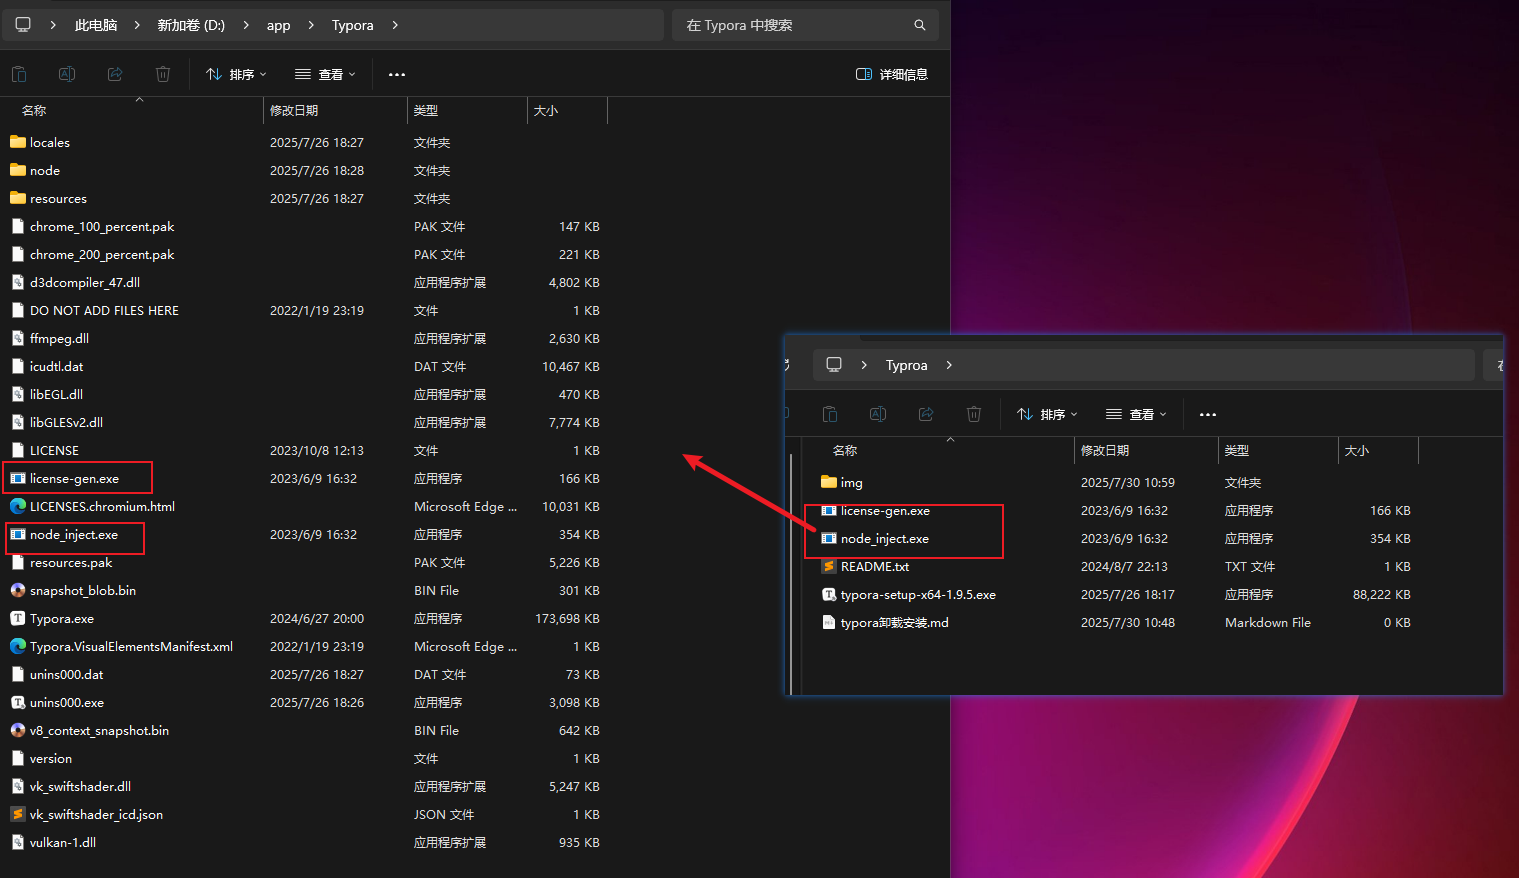 此电脑 新加卷 (D:) app Typora
在 Typora 中搜索
排序 查看 详细信息
名称 修改日期 类型 大小
locales 2025/7/26 18:27 文件夹
node 2025/7/26 18:28 文件夹
resources 2025/7/26 18:27 文件夹
chrome_100_percent.pak PAK 文件 147 KB
chrome_200_percent.pak PAK 文件 221 KB
d3dcompiler_47.dll 应用程序扩展 4,802 KB
DO NOT ADD FILES HERE 2022/1/19 23:19 文件 1 KB
ffmpeg.dll 应用程序扩展 2,630 KB
icudtl.dat DAT 文件 10,467 KB
libEGL.dll 应用程序扩展 470 KB
libGLESv2.dll 应用程序扩展 7,774 KB
LICENSE 2023/10/8 12:13 文件 1 KB
license-gen.exe 2023/6/9 16:32 应用程序 166 KB
LICENSES.chromium.html Microsoft Edge ... 10,031 KB
node_inject.exe 2023/6/9 16:32 应用程序 354 KB
resources.pak PAK 文件 5,226 KB
snapshot_blob.bin BIN File 301 KB
Typora.exe 2024/6/27 20:00 应用程序 173,698 KB
Typora.VisualElementsManifest.xml 2022/1/19 23:19 Microsoft Edge ... 1 KB
unins000.dat 2025/7/26 18:27 DAT 文件 73 KB
unins000.exe 2025/7/26 18:26 应用程序 3,098 KB
v8_context_snapshot.bin BIN File 642 KB
version 文件 1 KB
vk_swiftshader.dll 应用程序扩展 5,247 KB
vk_swiftshader_icd.json JSON 文件 1 KB
vulkan-1.dll 应用程序扩展 935 KB
Typroa
排序 查看
名称 修改日期 类型 大小
img 2025/7/30 10:59 文件夹
license-gen.exe 2023/6/9 16:32 应用程序 166 KB
node_inject.exe 2023/6/9 16:32 应用程序 354 KB
README.txt 2024/8/7 22:13 TXT 文件 1 KB
typora-setup-x64-1.9.5.exe 2025/7/26 18:17 应用程序 88,222 KB
typora卸载安装.md 2025/7/30 10:48 Markdown File 0 KB